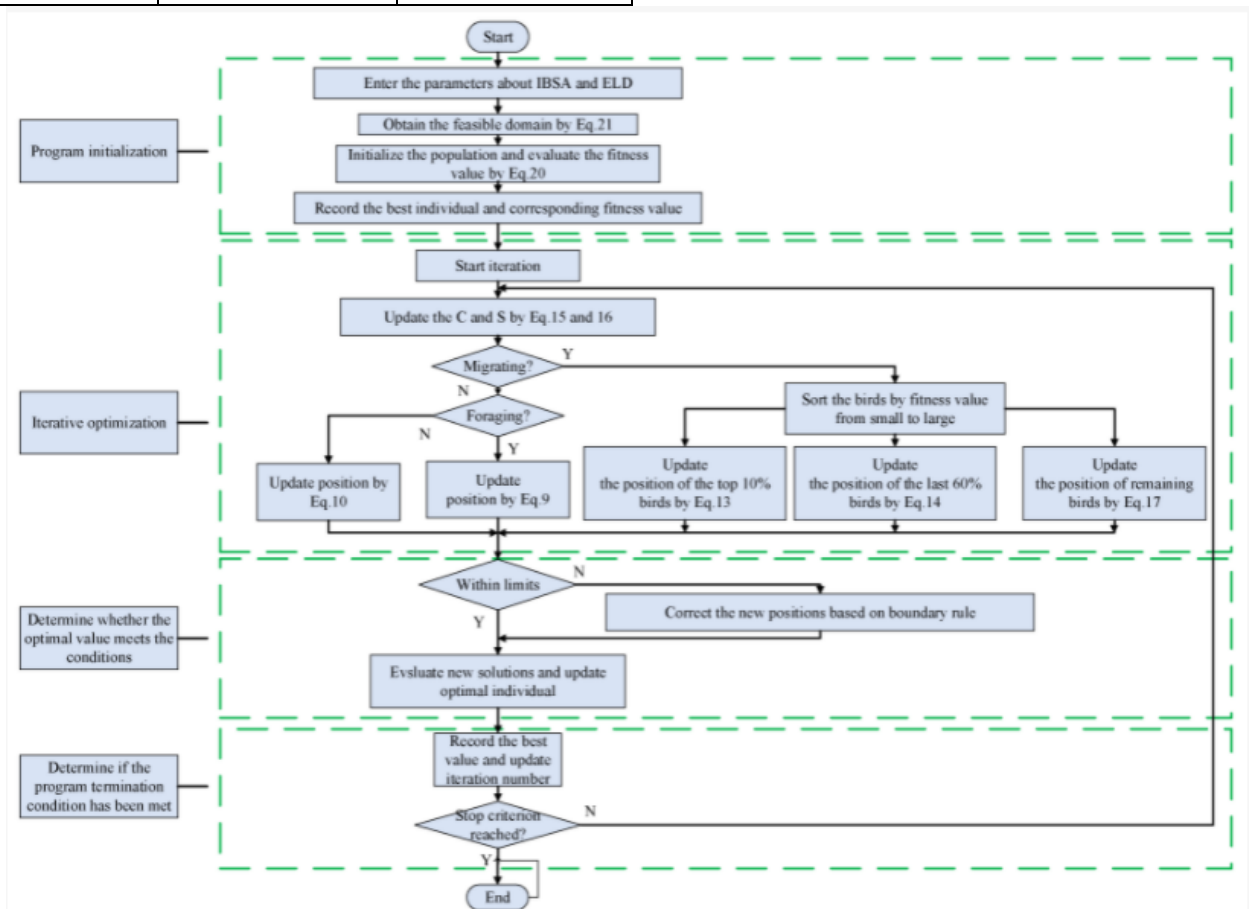 Start
Enter the parameters about IBSA and ELD
Obtain the feasible domain by Eq.21
Program initialization
Initialize the population and evaluate the fitness
value by Eq.20
Record the best individual and corresponding fitness value
Start iteration
Update the C and S by Eq.15 and 16
Migrating?
Y
N
Iterative optimization
Foraging?
N
Y
Sort the birds by fitness value
from small to large
Update position by
Eq.10
Update
position by Eq.9
Update
the position of the top 10%
birds by Eq.13
Update
the position of the last 60%
birds by Eq.14
Update
the position of remaining
birds by Eq.17
Within limits
N
Y
Correct the new positions based on boundary rule
Determine whether the
optimal value meets the
conditions
Evsluate new solutions and update
optimal individual
Record the best
value and update
iteration number
Determine if the
program termination
condition has been met
Stop criterion
reached?
N
Y
End